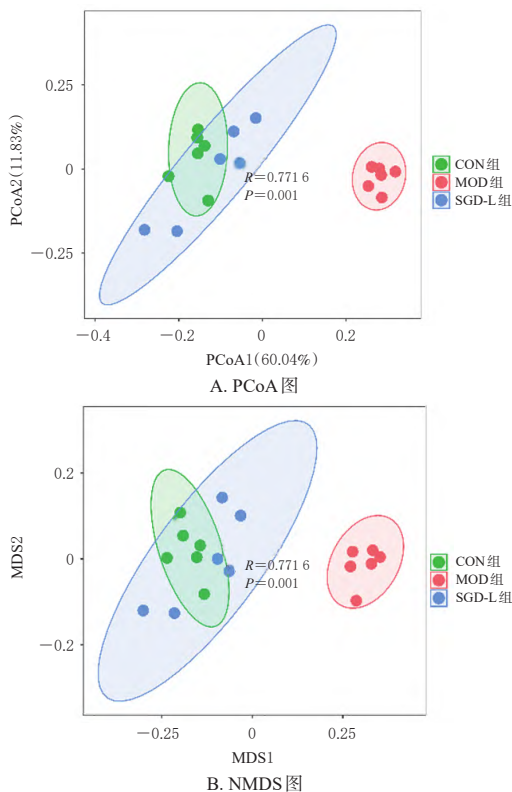 0.25
0
−0.25
PCoA2(11.83%)
R=0.771 6
P=0.001
CON组
MOD组
SGD-L组
−0.4
−0.2
0
0.2
PCoA1(60.04%)
A. PCoA图
0.2
0
−0.2
MDS2
R=0.771 6
P=0.001
CON组
MOD组
SGD-L组
−0.25
0
0.25
MDS1
B. NMDS图